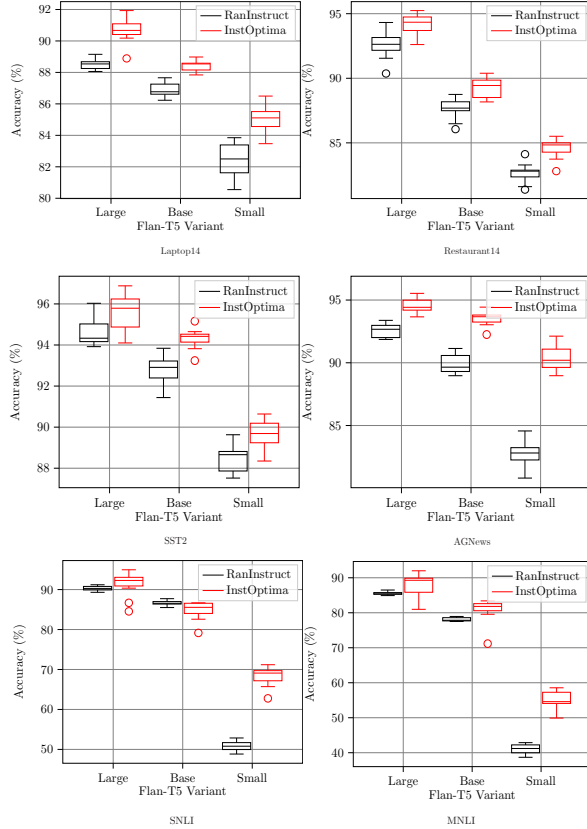 92
90
88
86
84
82
80
Accuracy (%)
RanInstruct
InstOptima
Large
Base
Small
Flan-T5 Variant
Laptop14
95
90
85
Accuracy (%)
RanInstruct
InstOptima
Large
Base
Small
Flan-T5 Variant
Restaurant14
96
94
92
90
88
Accuracy (%)
RanInstruct
InstOptima
Large
Base
Small
Flan-T5 Variant
SST2
95
90
85
Accuracy (%)
RanInstruct
InstOptima
Large
Base
Small
Flan-T5 Variant
AGNews
90
80
70
60
50
Accuracy (%)
RanInstruct
InstOptima
Large
Base
Small
Flan-T5 Variant
SNLI
90
80
70
60
50
40
Accuracy (%)
RanInstruct
InstOptima
Large
Base
Small
Flan-T5 Variant
MNLI